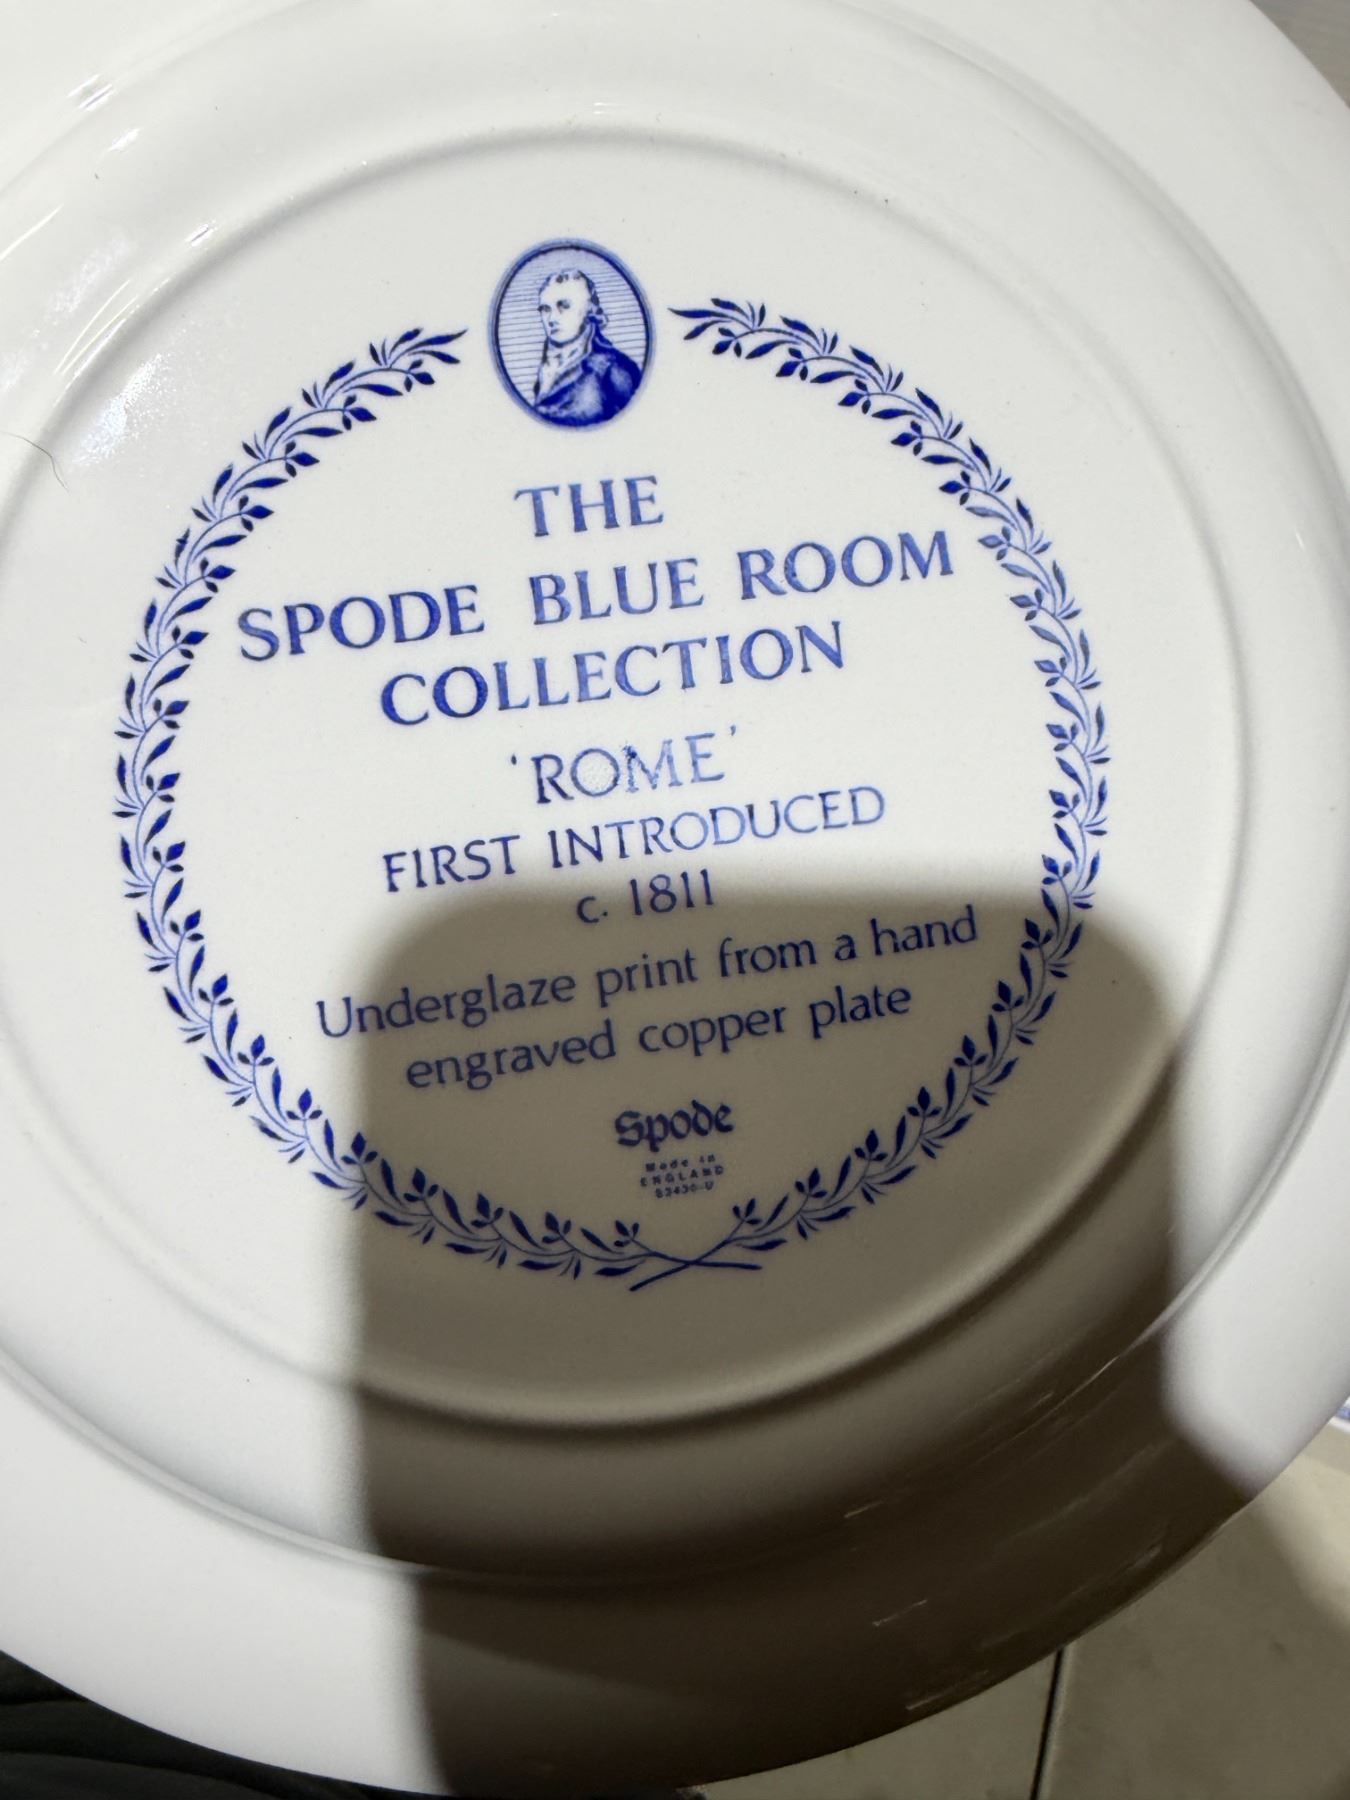 THE
SPODE BLUE ROOM
COLLECTION
'ROME'
FIRST INTRODUCED
c. 1811
Underglaze print from a hand
engraved copper plate
Spode
Made in
ENGLAND